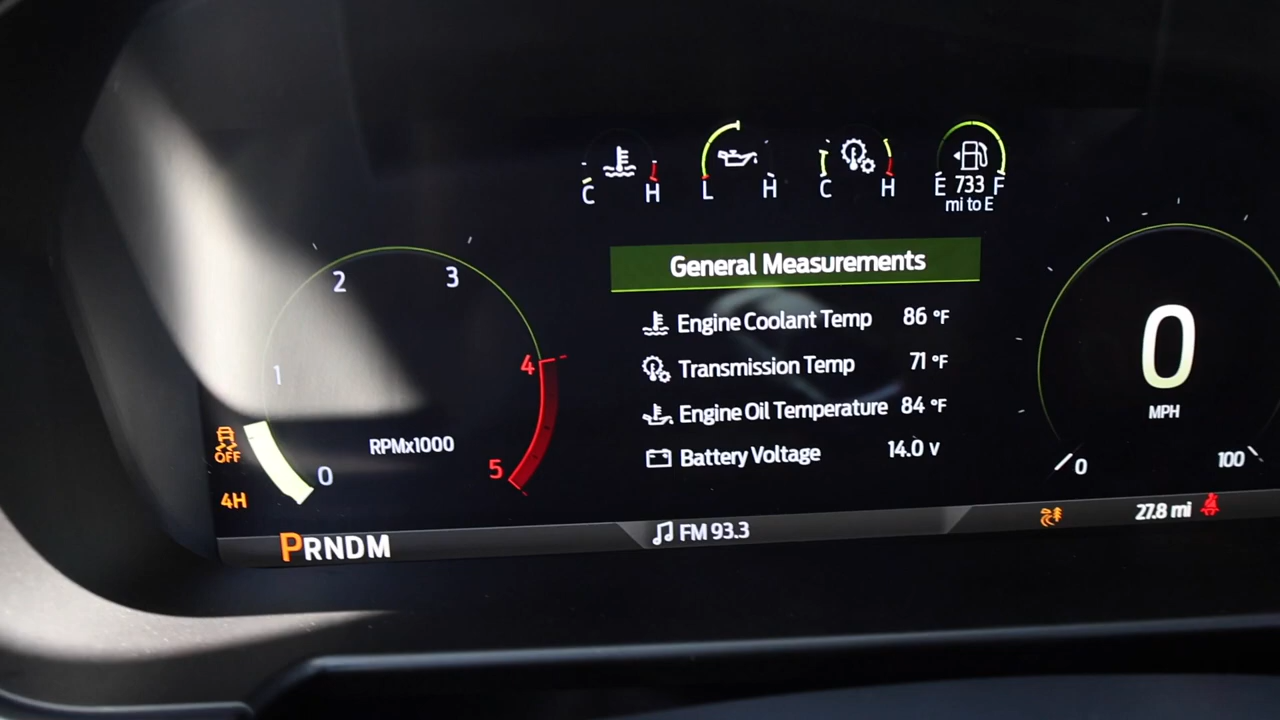 C H
L H
C H
E 733 F
mi to E
General Measurements
Engine Coolant Temp 86 °F
Transmission Temp 71 °F
Engine Oil Temperature 84 °F
Battery Voltage 14.0 v
0
1
2
3
4
5
RPMx1000
OFF
4H
PRNDM
FM 93.3
0
MPH
0
100
27.8 mi